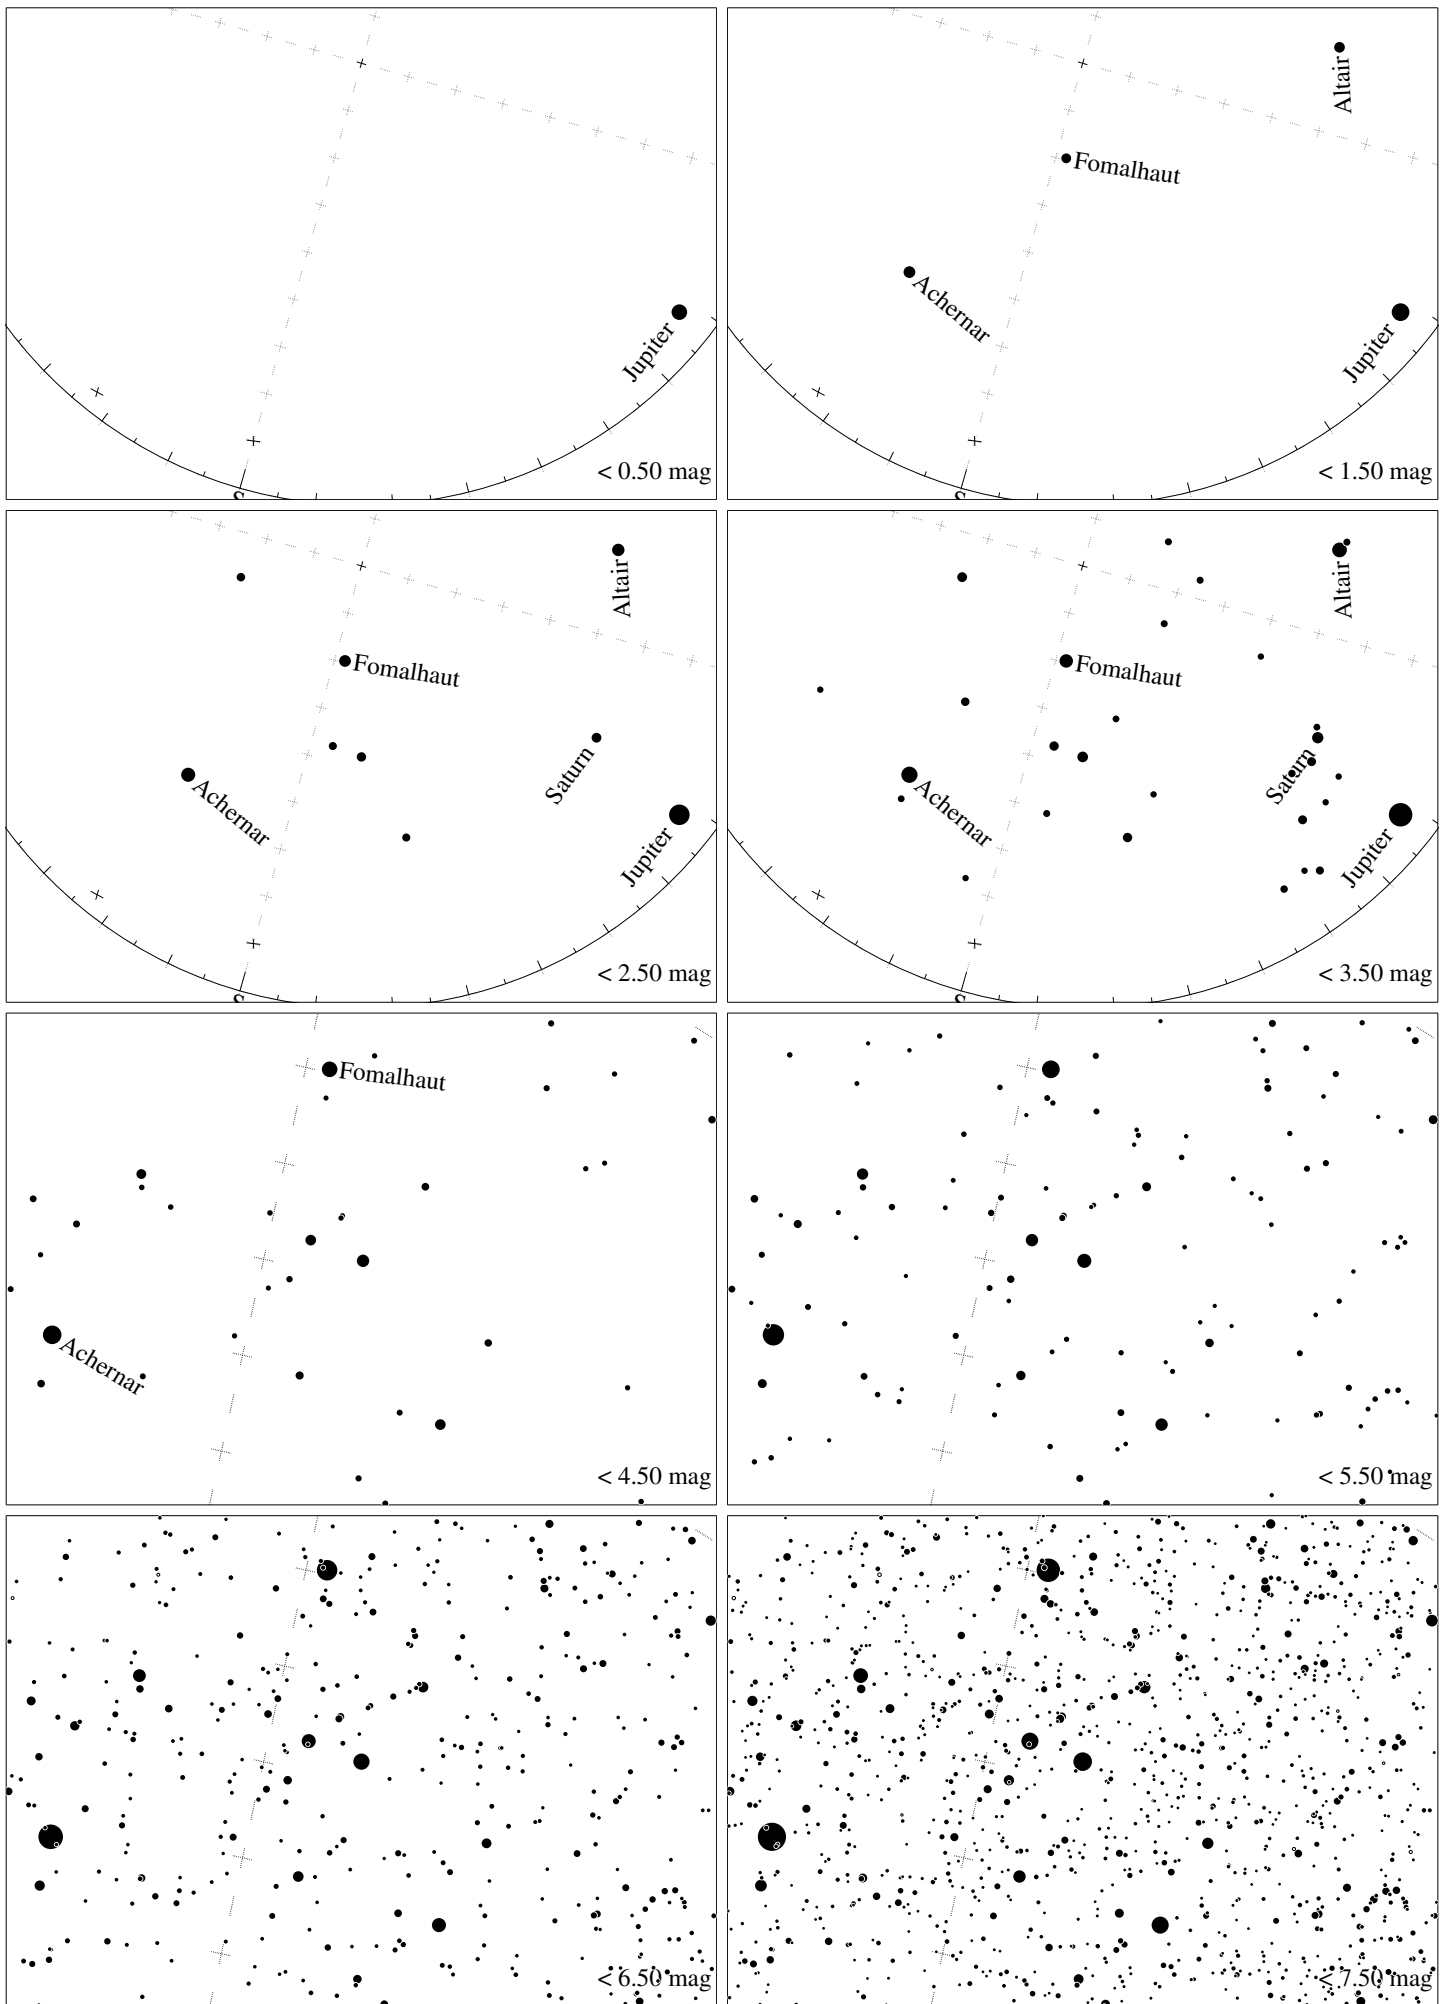 Jupiter
< 0.50 mag
S
Altair
Fomalhaut
Achernar
Jupiter
< 1.50 mag
S
Altair
Fomalhaut
Saturn
Achernar
Jupiter
< 2.50 mag
S
Altair
Fomalhaut
Saturn
Achernar
Jupiter
< 3.50 mag
S
Fomalhaut
Achernar
< 4.50 mag
< 5.50 mag
< 6.50 mag
< 7.50 mag